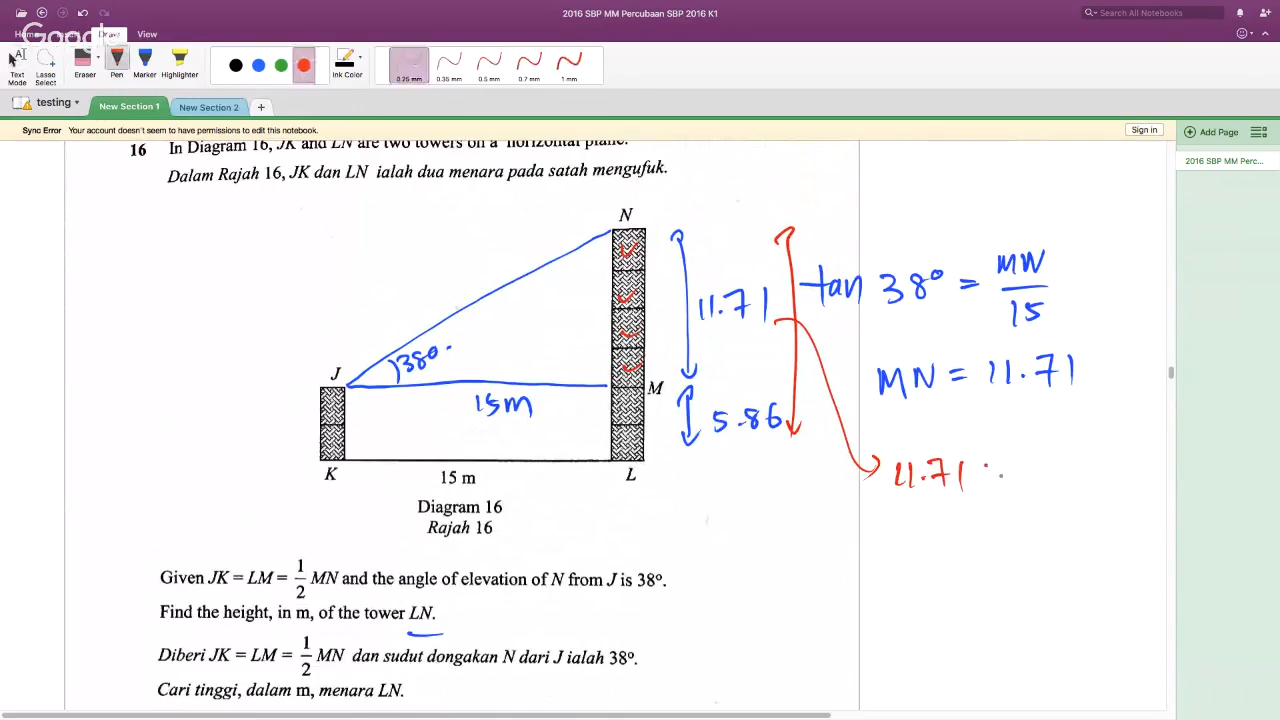 2016 SBP MM Percubaan SBP 2016 K1
Search All Notebooks
Home
Draw
View
Text Mode
Lasso Select
Eraser
Pen
Marker
Highlighter
Ink Color
0.25 mm
0.35 mm
0.5 mm
0.7 mm
1 mm
testing
New Section 1
New Section 2
+
Sync Error Your account doesn't seem to have permissions to edit this notebook.
Sign in
Add Page
2016 SBP MM Perc...
16 In Diagram 16, JK and LN are two towers on a horizontal plane.
Dalam Rajah 16, JK dan LN ialah dua menara pada satah mengufuk.
N
J
38°
15m
M
K
15 m
L
11.71
5.86
tan 38° = MN/15
MN = 11.71
11.71
Diagram 16
Rajah 16
Given JK = LM = 1/2 MN and the angle of elevation of N from J is 38°.
Find the height, in m, of the tower LN.
Diberi JK = LM = 1/2 MN dan sudut dongakan N dari J ialah 38°.
Cari tinggi, dalam m, menara LN.